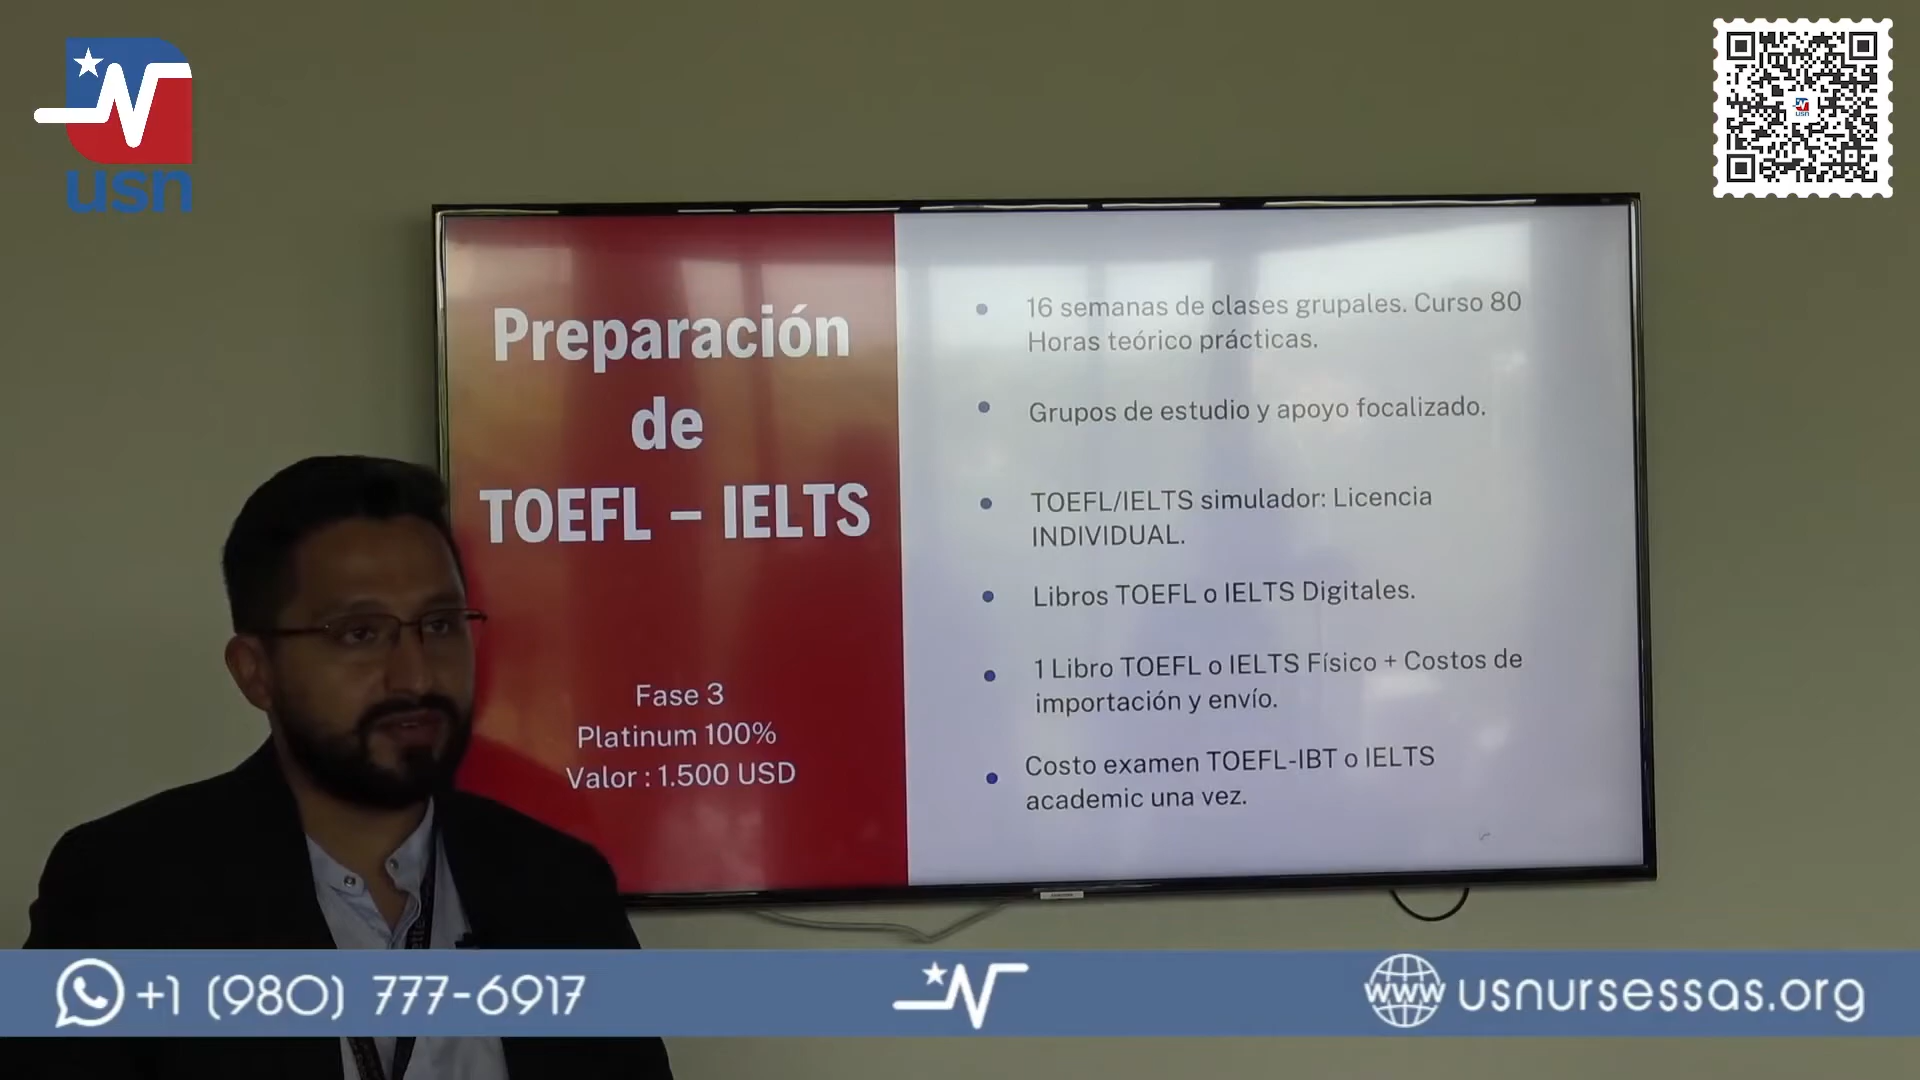 usn
Preparación
de
TOEFL – IELTS
Fase 3
Platinum 100%
Valor : 1.500 USD
16 semanas de clases grupales. Curso 80
Horas teórico prácticas.
Grupos de estudio y apoyo focalizado.
TOEFL/IELTS simulador: Licencia
INDIVIDUAL.
Libros TOEFL o IELTS Digitales.
1 Libro TOEFL o IELTS Físico + Costos de
importación y envío.
Costo examen TOEFL-IBT o IELTS
academic una vez.
+1 (980) 777-6917
www usnursessas.org